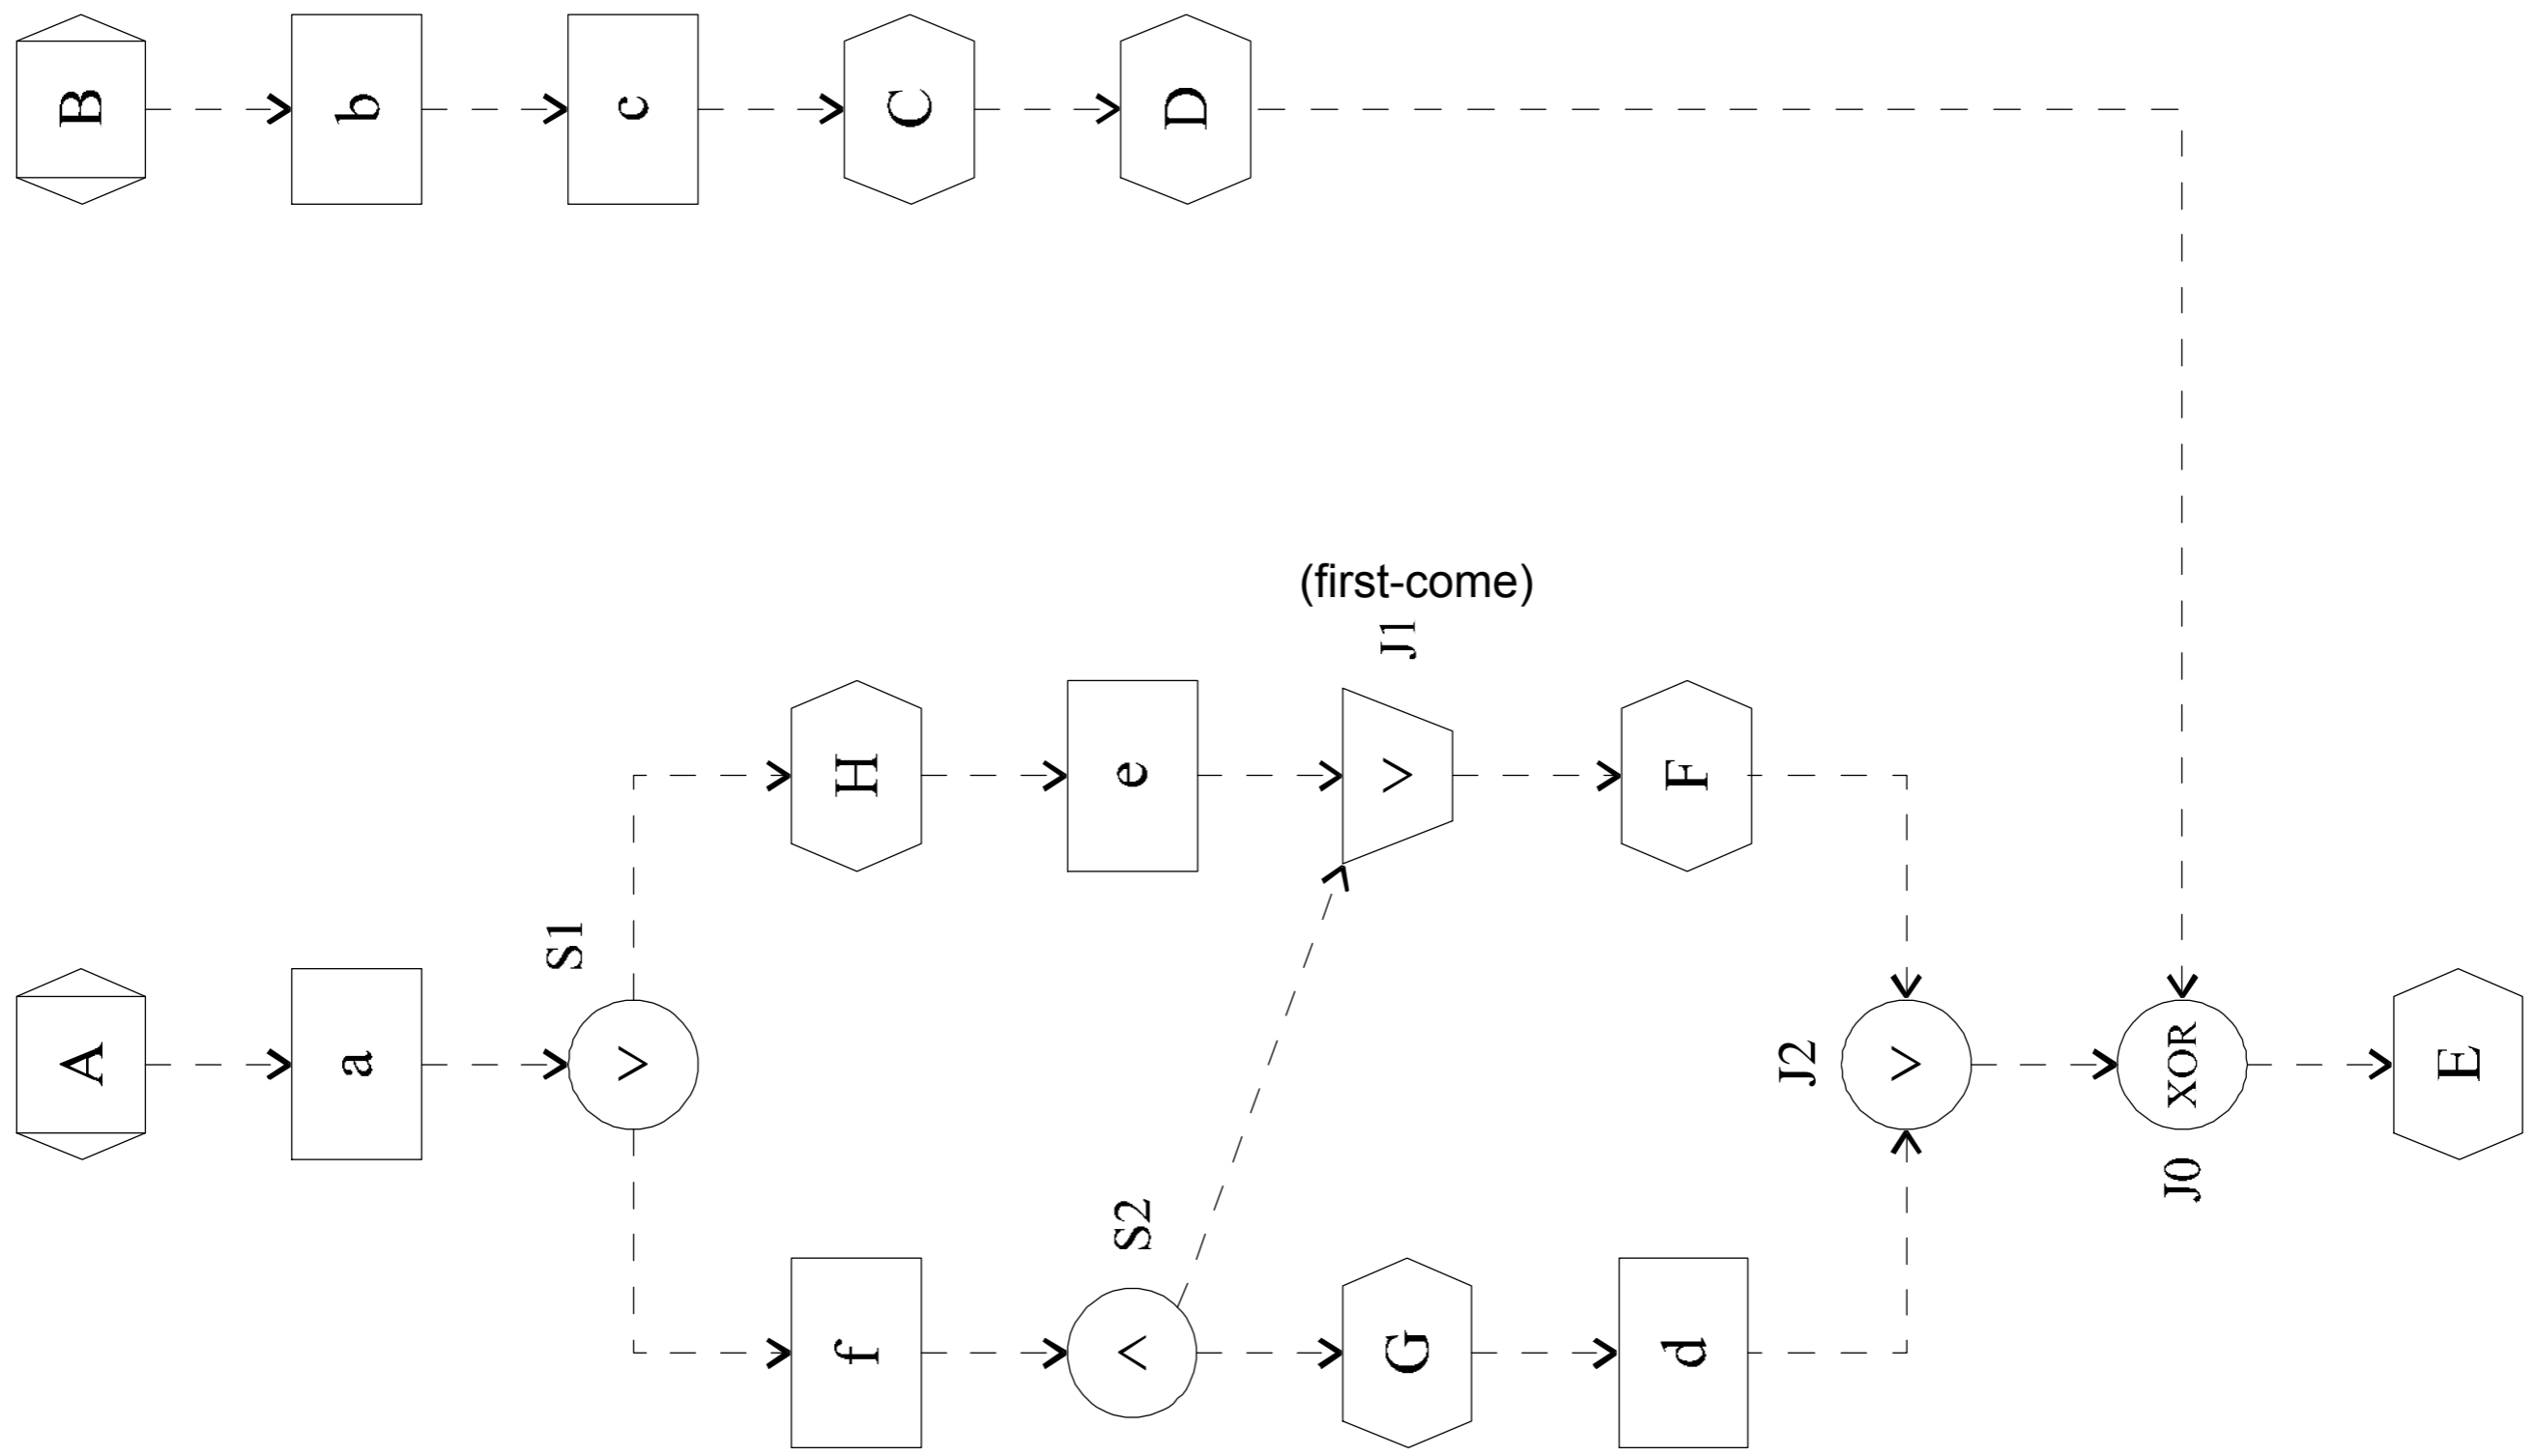 A
B
a
b
S1
∨
c
f
H
C
S2
∧
e
D
G
∨
J1
(first-come)
d
F
J2
∨
J0
XOR
E